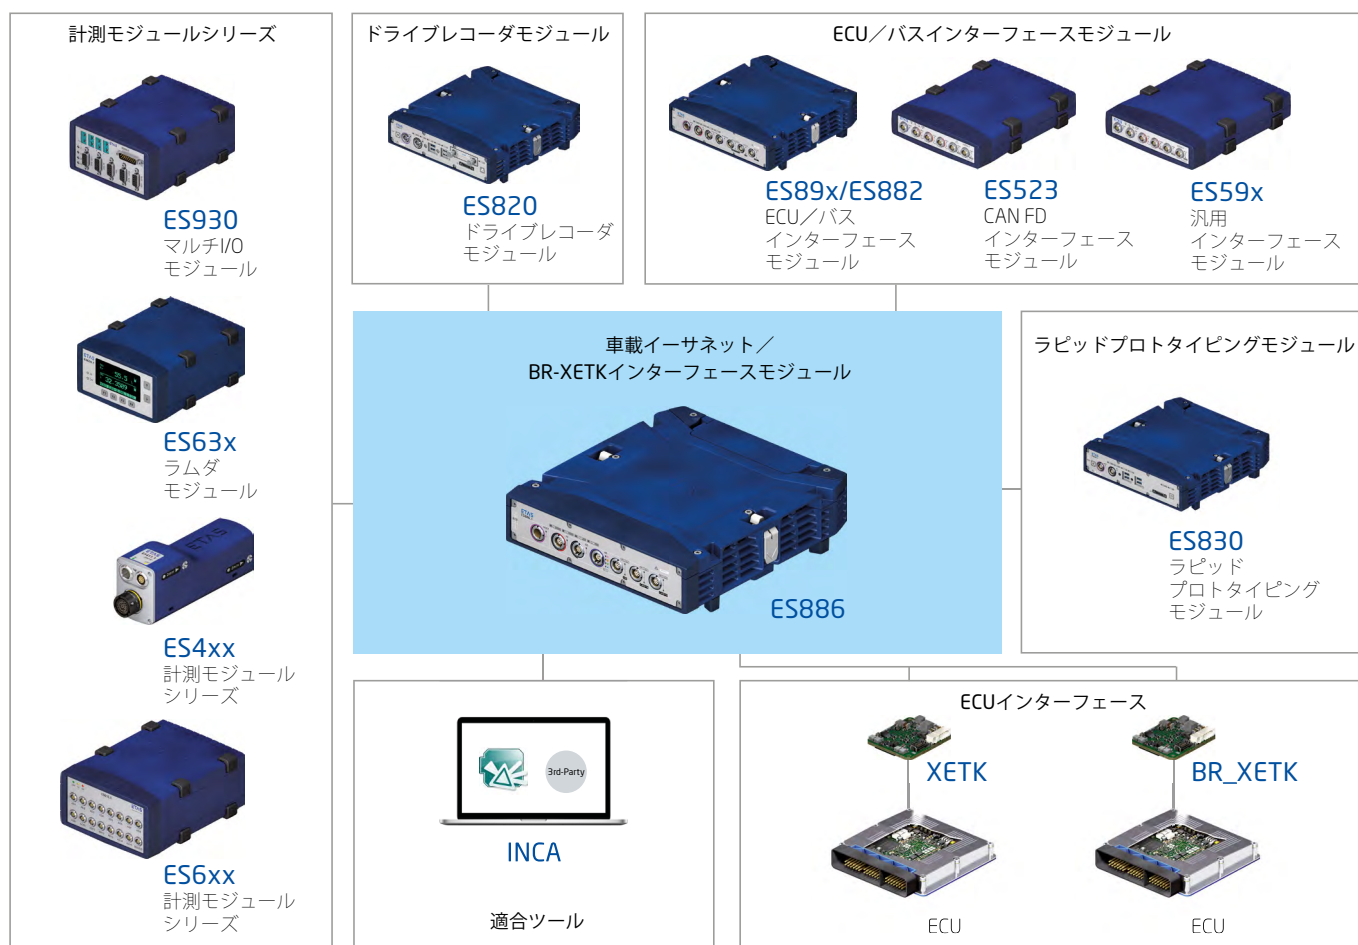 計測モジュールシリーズ
ES930
マルチI/O
モジュール
ES63x
ラムダ
モジュール
ETAS
ES4xx
計測モジュール
シリーズ
ES6xx
計測モジュール
シリーズ
ドライブレコーダモジュール
ES820
ドライブレコーダ
モジュール
ECU／バスインターフェースモジュール
ES89x/ES882
ECU／バス
インターフェース
モジュール
ES523
CAN FD
インターフェース
モジュール
ES59x
汎用
インターフェース
モジュール
車載イーサネット／
BR-XETKインターフェースモジュール
ETAS
ES886
ラピッドプロトタイピングモジュール
ES830
ラピッド
プロトタイピング
モジュール
3rd-Party
INCA
適合ツール
ECUインターフェース
XETK
BR_XETK
ECU
ECU